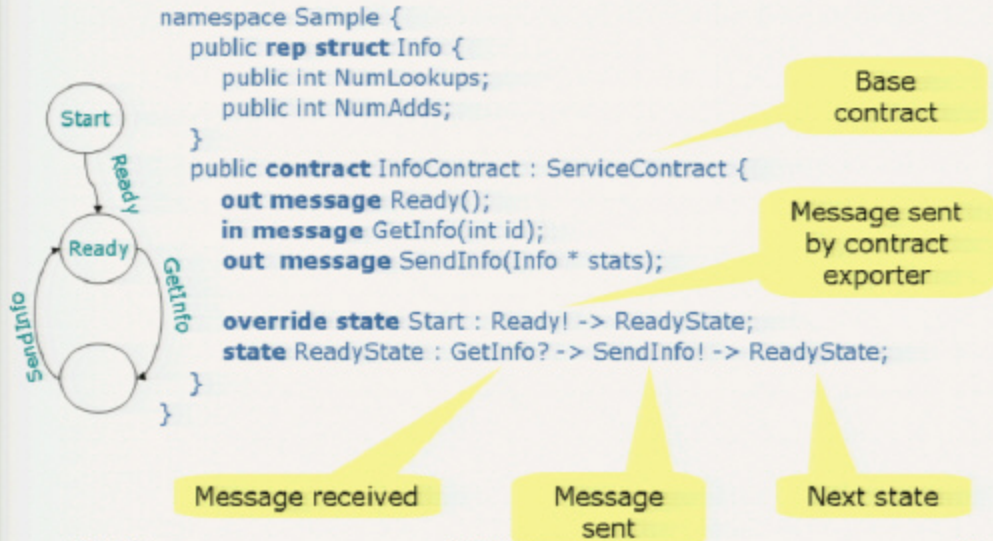 namespace Sample {
public rep struct Info {
public int NumLookups;
public int NumAdds;
}
public contract InfoContract : ServiceContract {
out message Ready();
in message GetInfo(int id);
out message SendInfo(Info * stats);
override state Start : Ready! -> ReadyState;
state ReadyState : GetInfo? -> SendInfo! -> ReadyState;
}
}
Start
Ready
Ready
GetInfo
SendInfo
Base
contract
Message sent
by contract
exporter
Message received
Message
sent
Next state